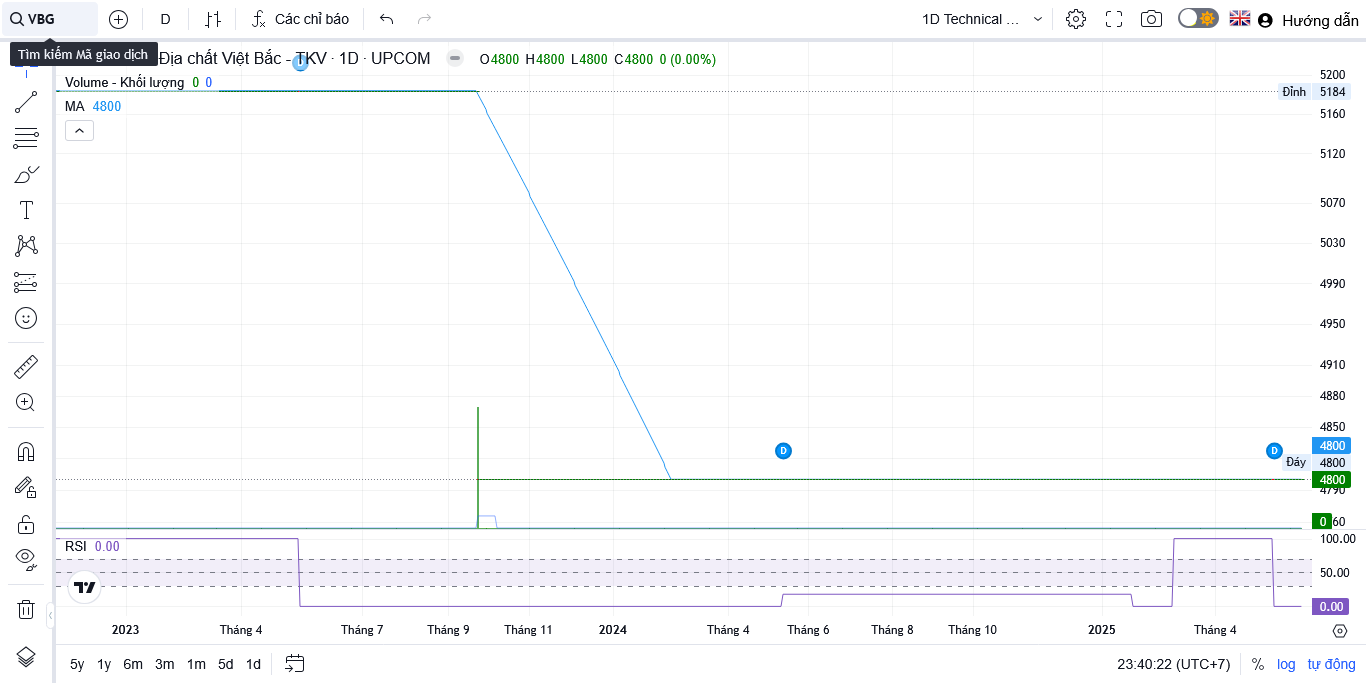 VBG
D
Các chỉ báo
1D Technical ...
Hướng dẫn
Tìm kiếm Mã giao dịch
Địa chất Việt Bắc - TKV · 1D · UPCOM
O4800 H4800 L4800 C4800 0 (0.00%)
Volume - Khối lượng 0 0
MA 4800
5200
Đỉnh 5184
5160
5120
5070
5030
4990
4950
4910
4880
4850
4800
D
D
Đáy 4800
4800
4790
0
60
RSI 0.00
100.00
50.00
0.00
2023 Tháng 4 Tháng 7 Tháng 9 Tháng 11 2024 Tháng 4 Tháng 6 Tháng 8 Tháng 10 2025 Tháng 4
5y 1y 6m 3m 1m 5d 1d
23:40:22 (UTC+7) % log tự động